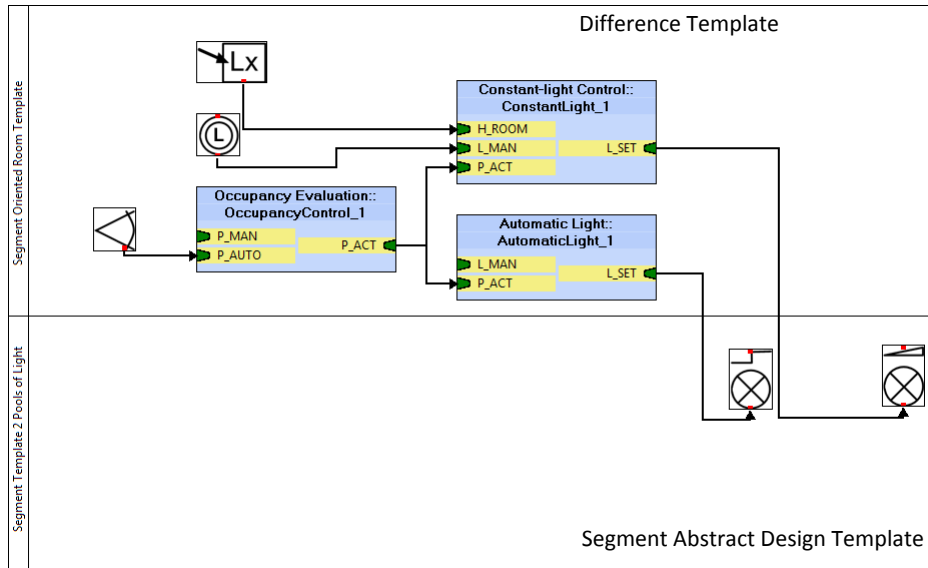 Difference Template
Segment Oriented Room Template
Lx
L
Constant-light Control::
ConstantLight_1
H_ROOM
L_MAN
L_SET
P_ACT
Occupancy Evaluation::
OccupancyControl_1
P_MAN
P_ACT
P_AUTO
Automatic Light::
AutomaticLight_1
L_MAN
L_SET
P_ACT
Segment Template 2 Pools of Light
Segment Abstract Design Template